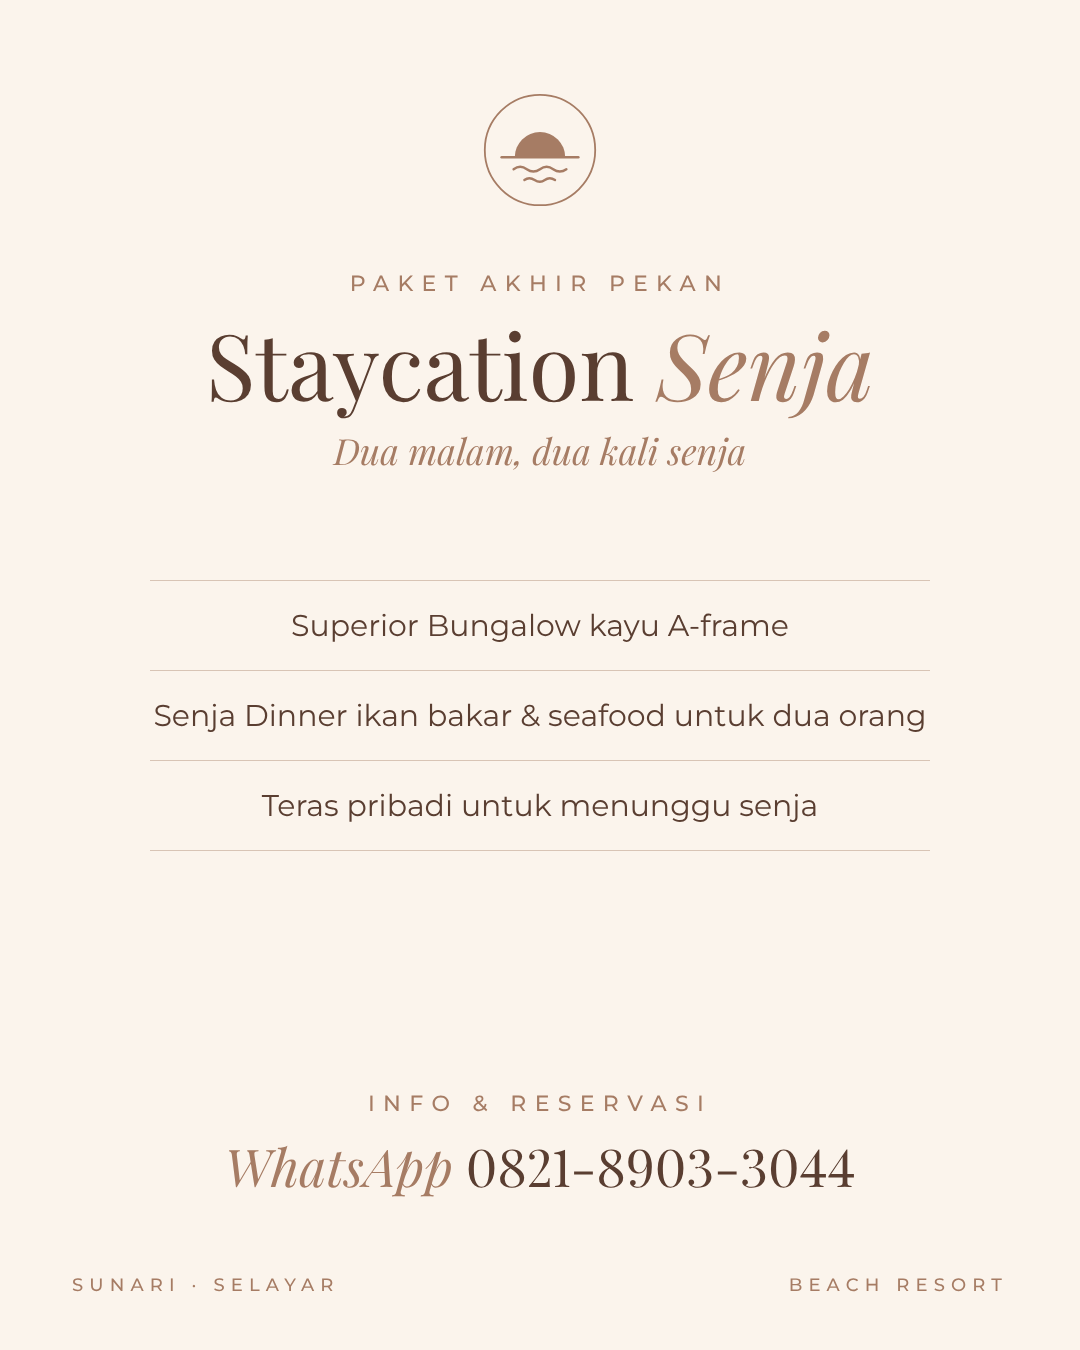 PAKET AKHIR PEKAN
Staycation Senja
Dua malam, dua kali senja
Superior Bungalow kayu A-frame
Senja Dinner ikan bakar & seafood untuk dua orang
Teras pribadi untuk menunggu senja
INFO & RESERVASI
WhatsApp 0821-8903-3044
SUNARI · SELAYAR
BEACH RESORT